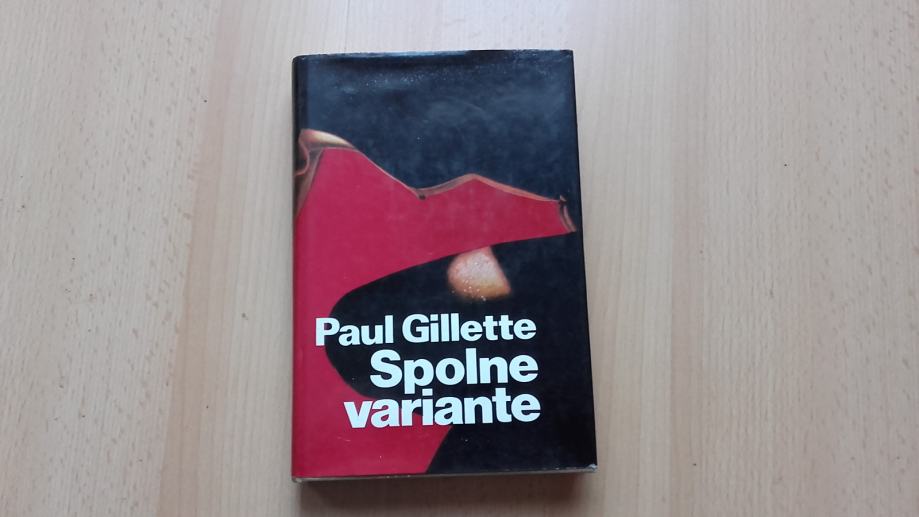 Paul Gillette
Spolne
variante